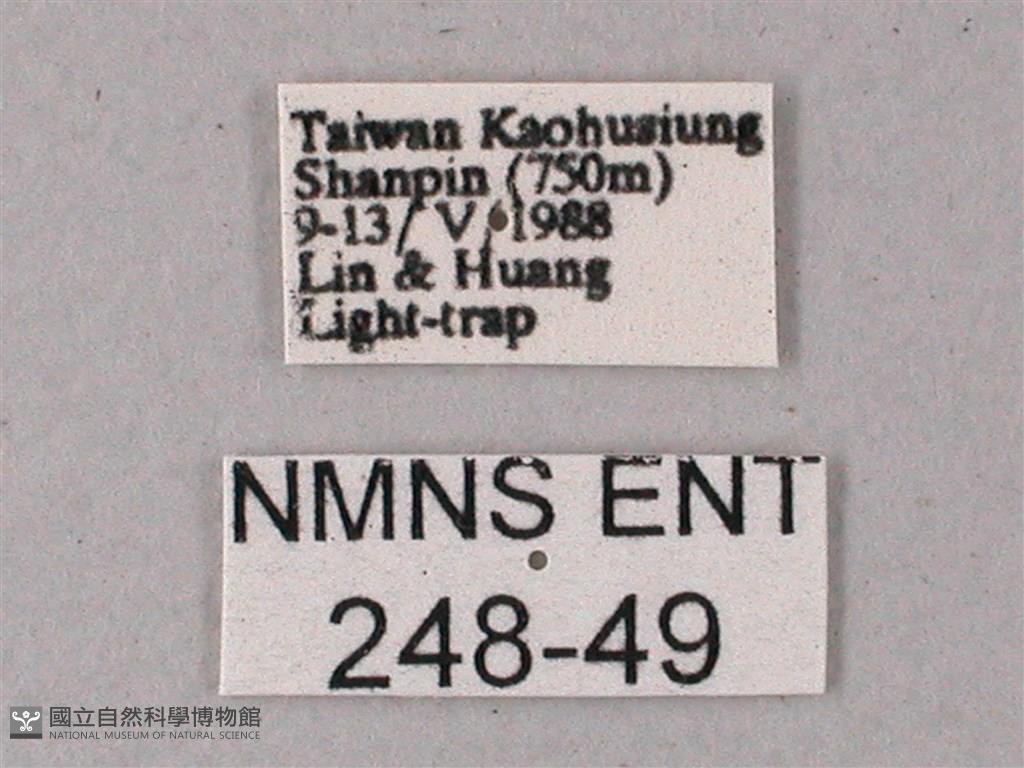 Taiwan Kaohusiung
Shanpin (750m)
9-13/V/1988
Lin & Huang
Light-trap
NMNS ENT
248-49
國立自然科學博物館
NATIONAL MUSEUM OF NATURAL SCIENCE